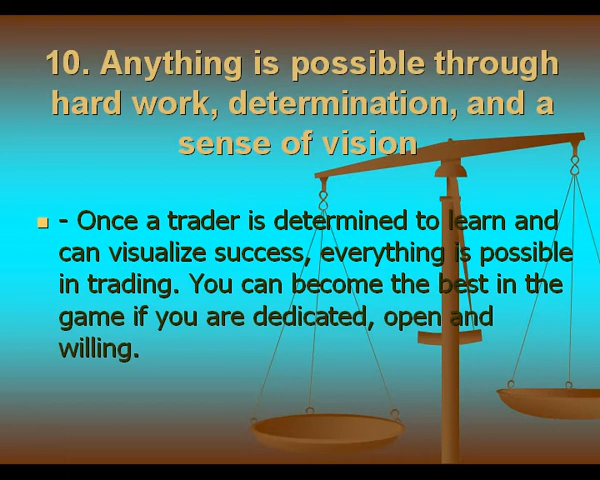 10. Anything is possible through
hard work, determination, and a
sense of vision
- Once a trader is determined to learn and
can visualize success, everything is possible
in trading. You can become the best in the
game if you are dedicated, open and
willing.